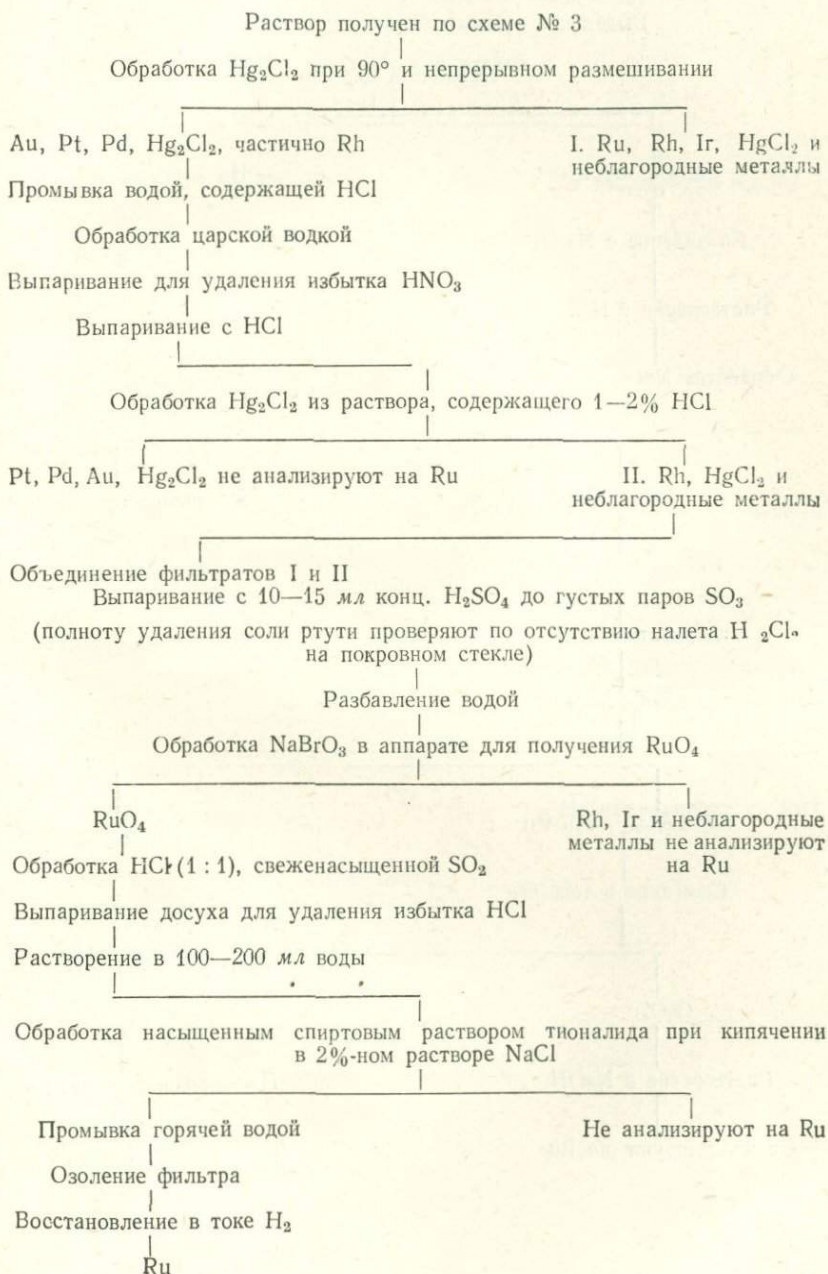 Раствор получен по схеме № 3
Обработка Hg₂Cl₂ при 90° и непрерывном размешивании
Au, Pt, Pd, Hg₂Cl₂, частично Rh
I. Ru, Rh, Ir, HgCl₂ и
неблагородные металлы
Промывка водой, содержащей HCl
Обработка царской водкой
Выпаривание для удаления избытка HNO₃
Выпаривание с HCl
Обработка Hg₂Cl₂ из раствора, содержащего 1—2% HCl
Pt, Pd, Au, Hg₂Cl₂ не анализируют на Ru
II. Rh, HgCl₂ и
неблагородные металлы
Объединение фильтратов I и II
Выпаривание с 10—15 мл конц. H₂SO₄ до густых паров SO₃
(полноту удаления соли ртути проверяют по отсутствию налета H ₂Cl
на покровном стекле)
Разбавление водой
Обработка NaBrO₃ в аппарате для получения RuO₄
RuO₄
Rh, Ir и неблагородные
металлы не анализируют
на Ru
Обработка HCl (1 : 1), свеженасыщенной SO₂
Выпаривание досуха для удаления избытка HCl
Растворение в 100—200 мл воды
Обработка насыщенным спиртовым раствором тионалида при кипячении
в 2%-ном растворе NaCl
Промывка горячей водой
Не анализируют на Ru
Озоление фильтра
Восстановление в токе H₂
Ru